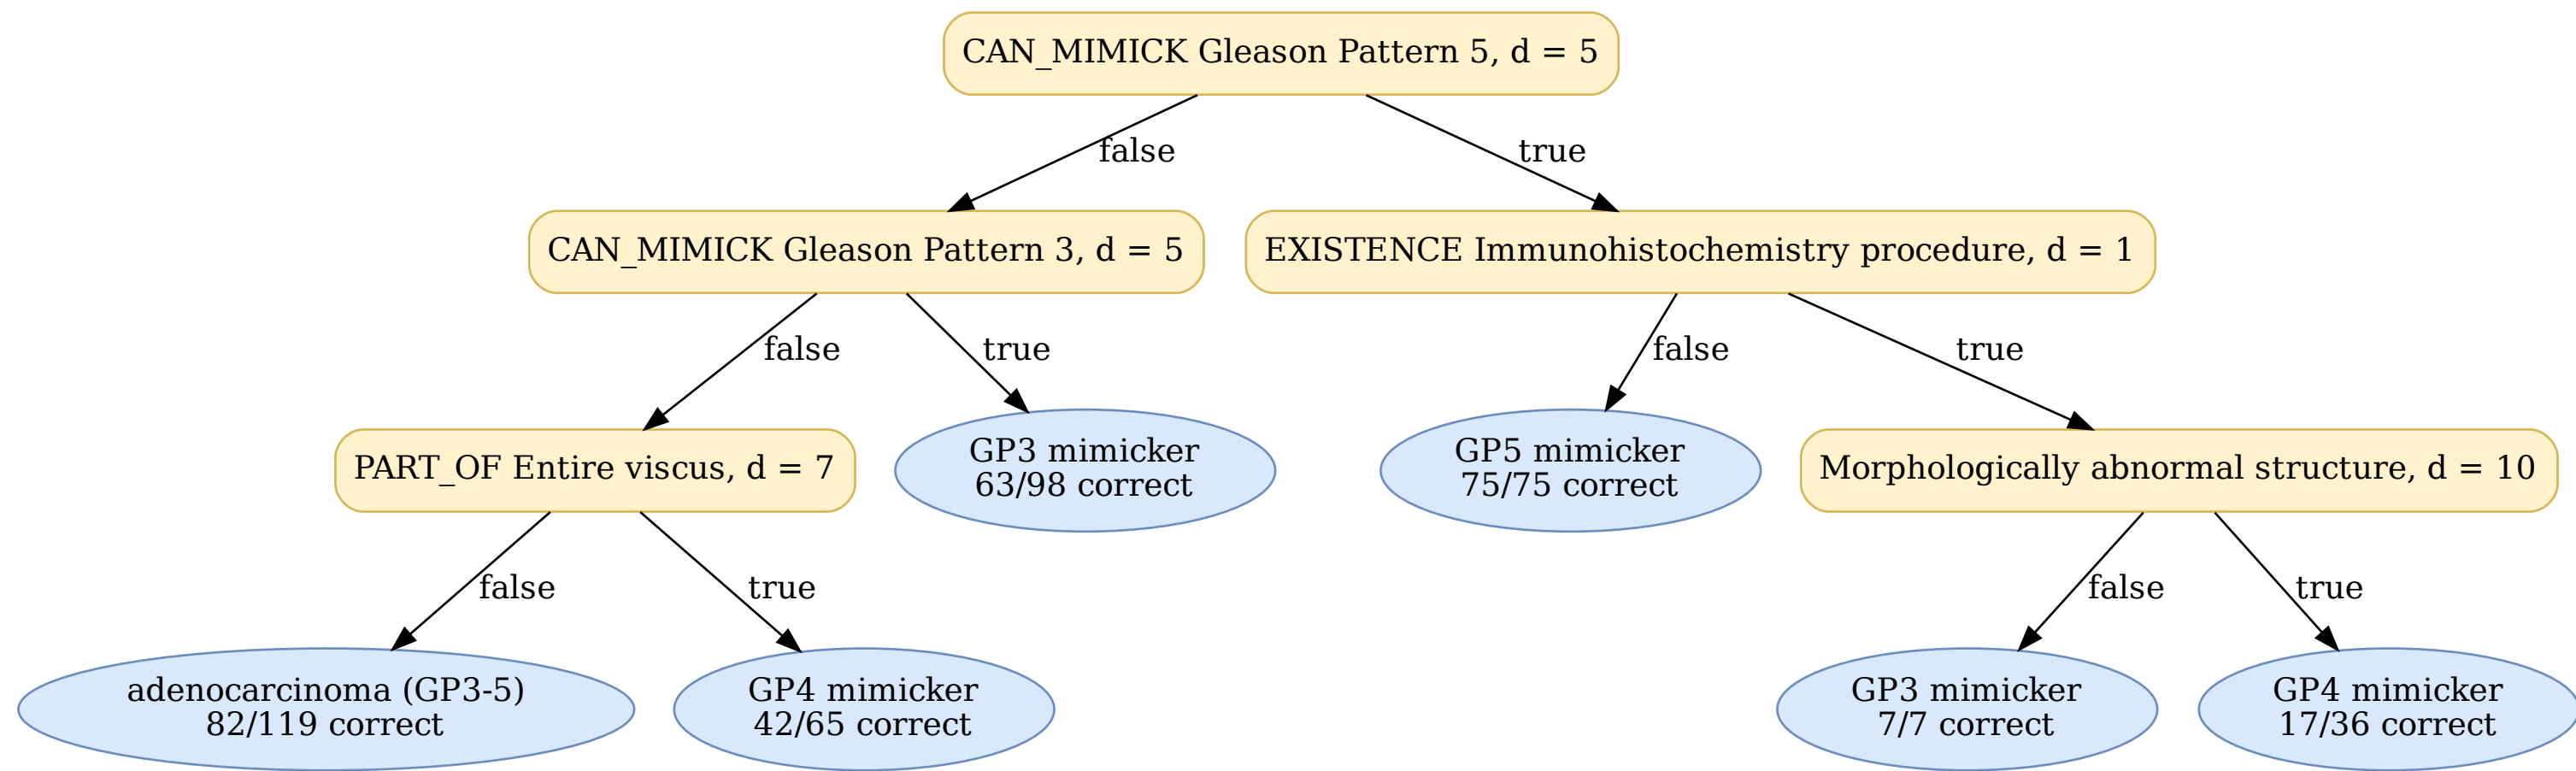 CAN_MIMICK Gleason Pattern 5, d = 5
false
true
CAN_MIMICK Gleason Pattern 3, d = 5
EXISTENCE Immunohistochemistry procedure, d = 1
false
true
false
true
PART_OF Entire viscus, d = 7
GP3 mimicker
63/98 correct
GP5 mimicker
75/75 correct
Morphologically abnormal structure, d = 10
false
true
false
true
adenocarcinoma (GP3-5)
82/119 correct
GP4 mimicker
42/65 correct
GP3 mimicker
7/7 correct
GP4 mimicker
17/36 correct